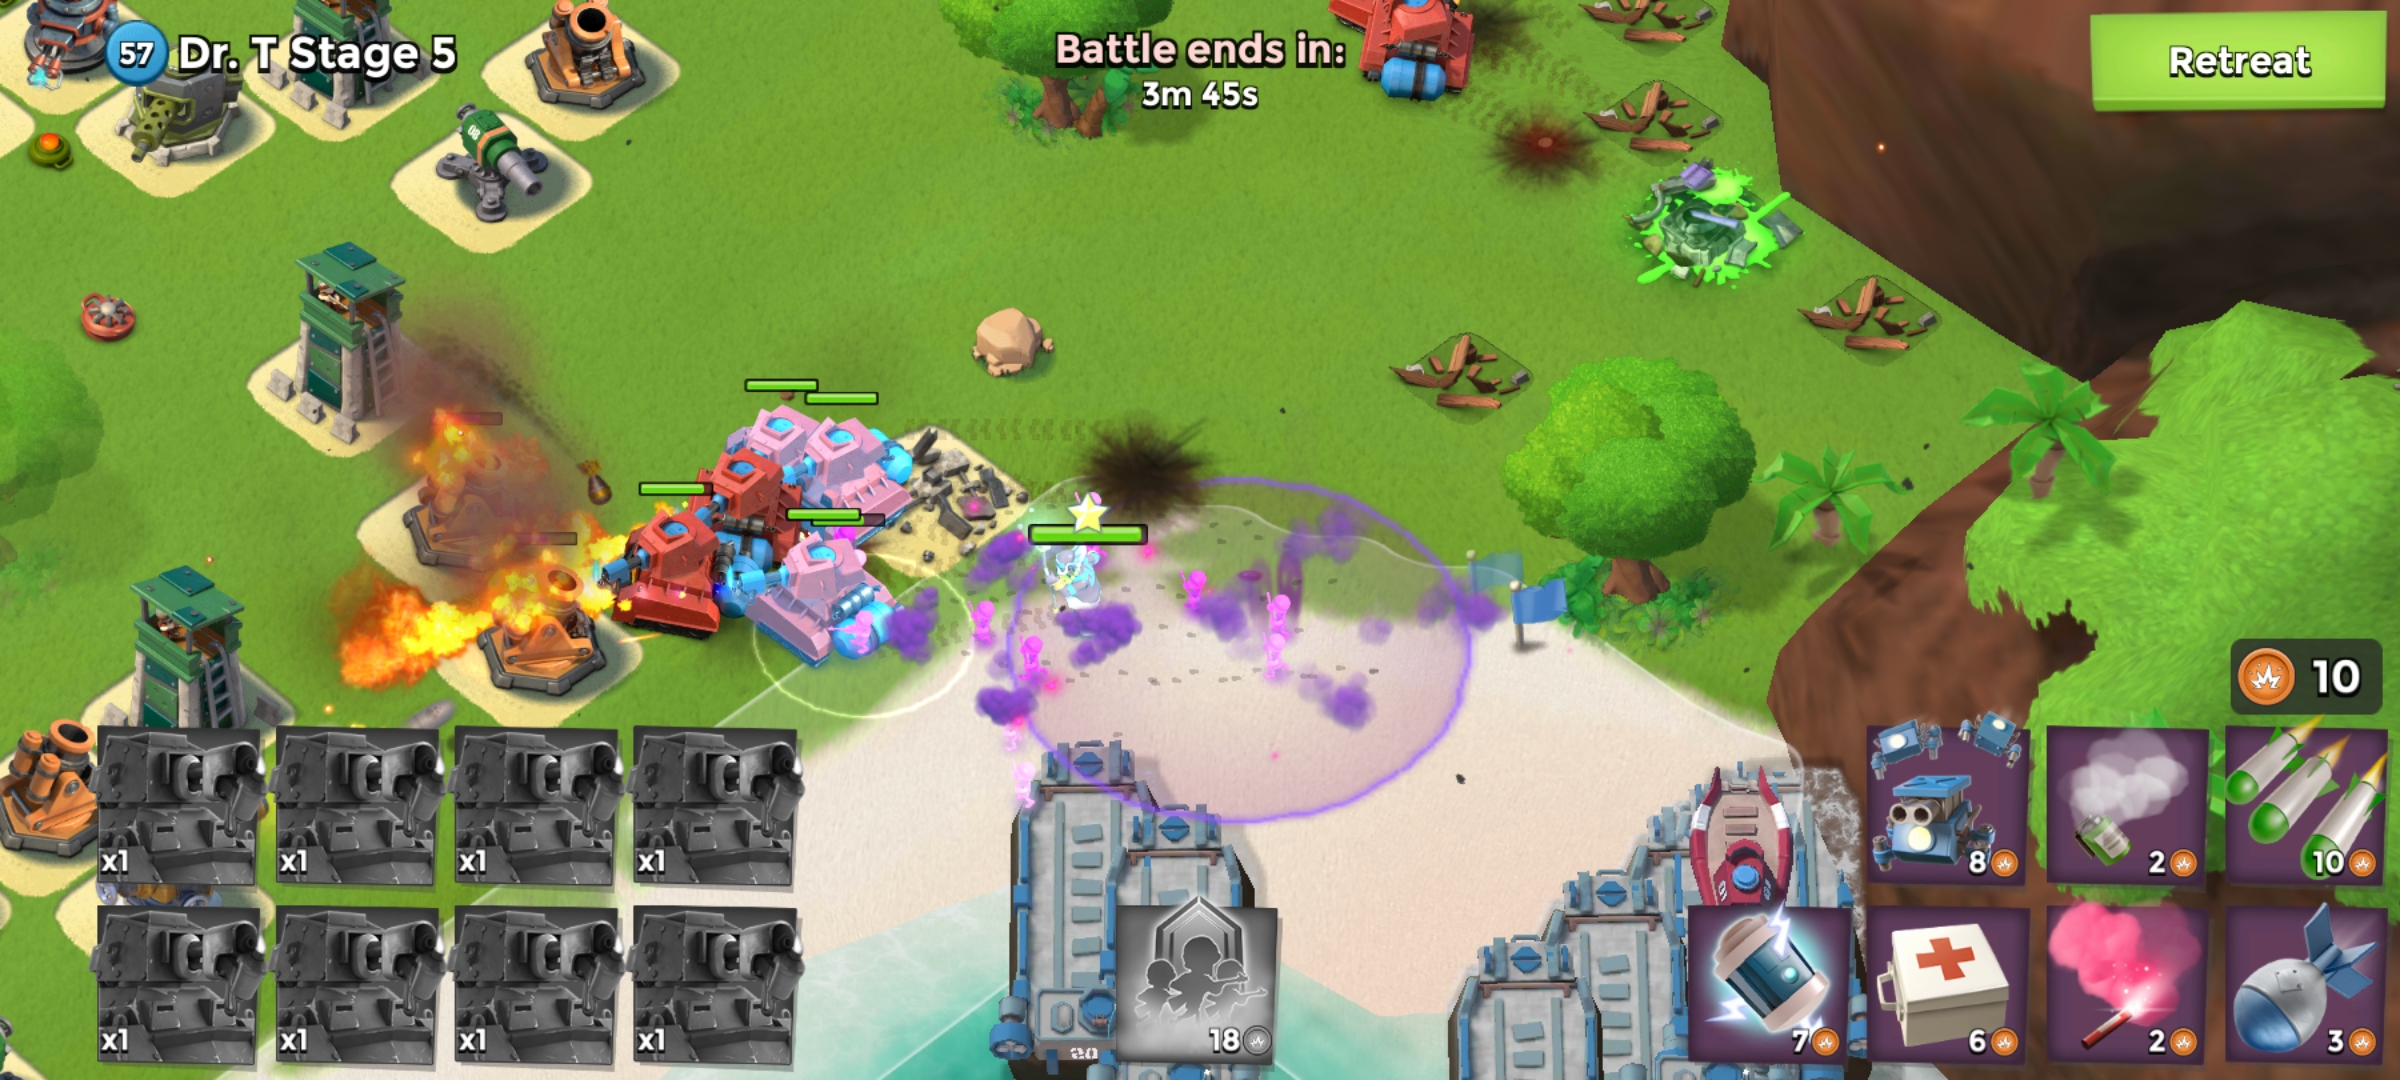 57 Dr. T Stage 5
Battle ends in:
3m 45s
Retreat
08
10
x1 x1 x1 x1
8 2 10
x1 x1 x1 x1
18 7 6 2 3